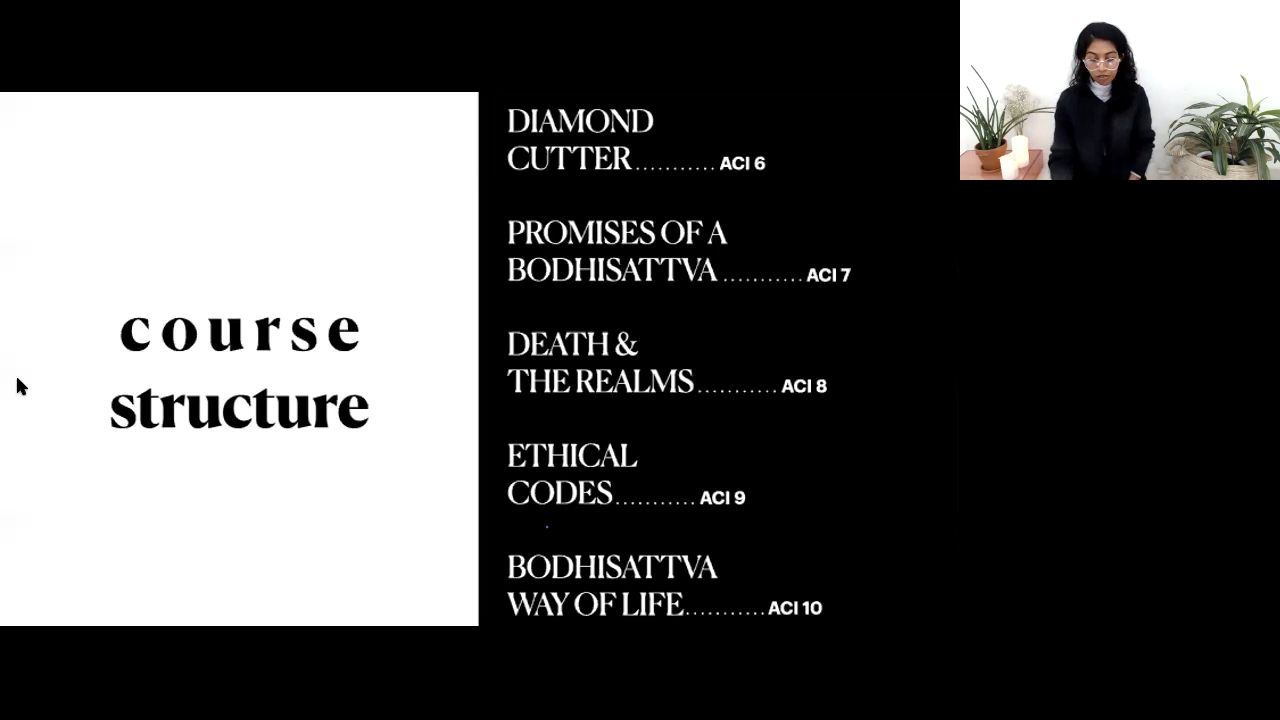 course
structure
DIAMOND
CUTTER........... ACI 6
PROMISES OF A
BODHISATTVA ........... ACI 7
DEATH &
THE REALMS........... ACI 8
ETHICAL
CODES........... ACI 9
BODHISATTVA
WAY OF LIFE........... ACI 10